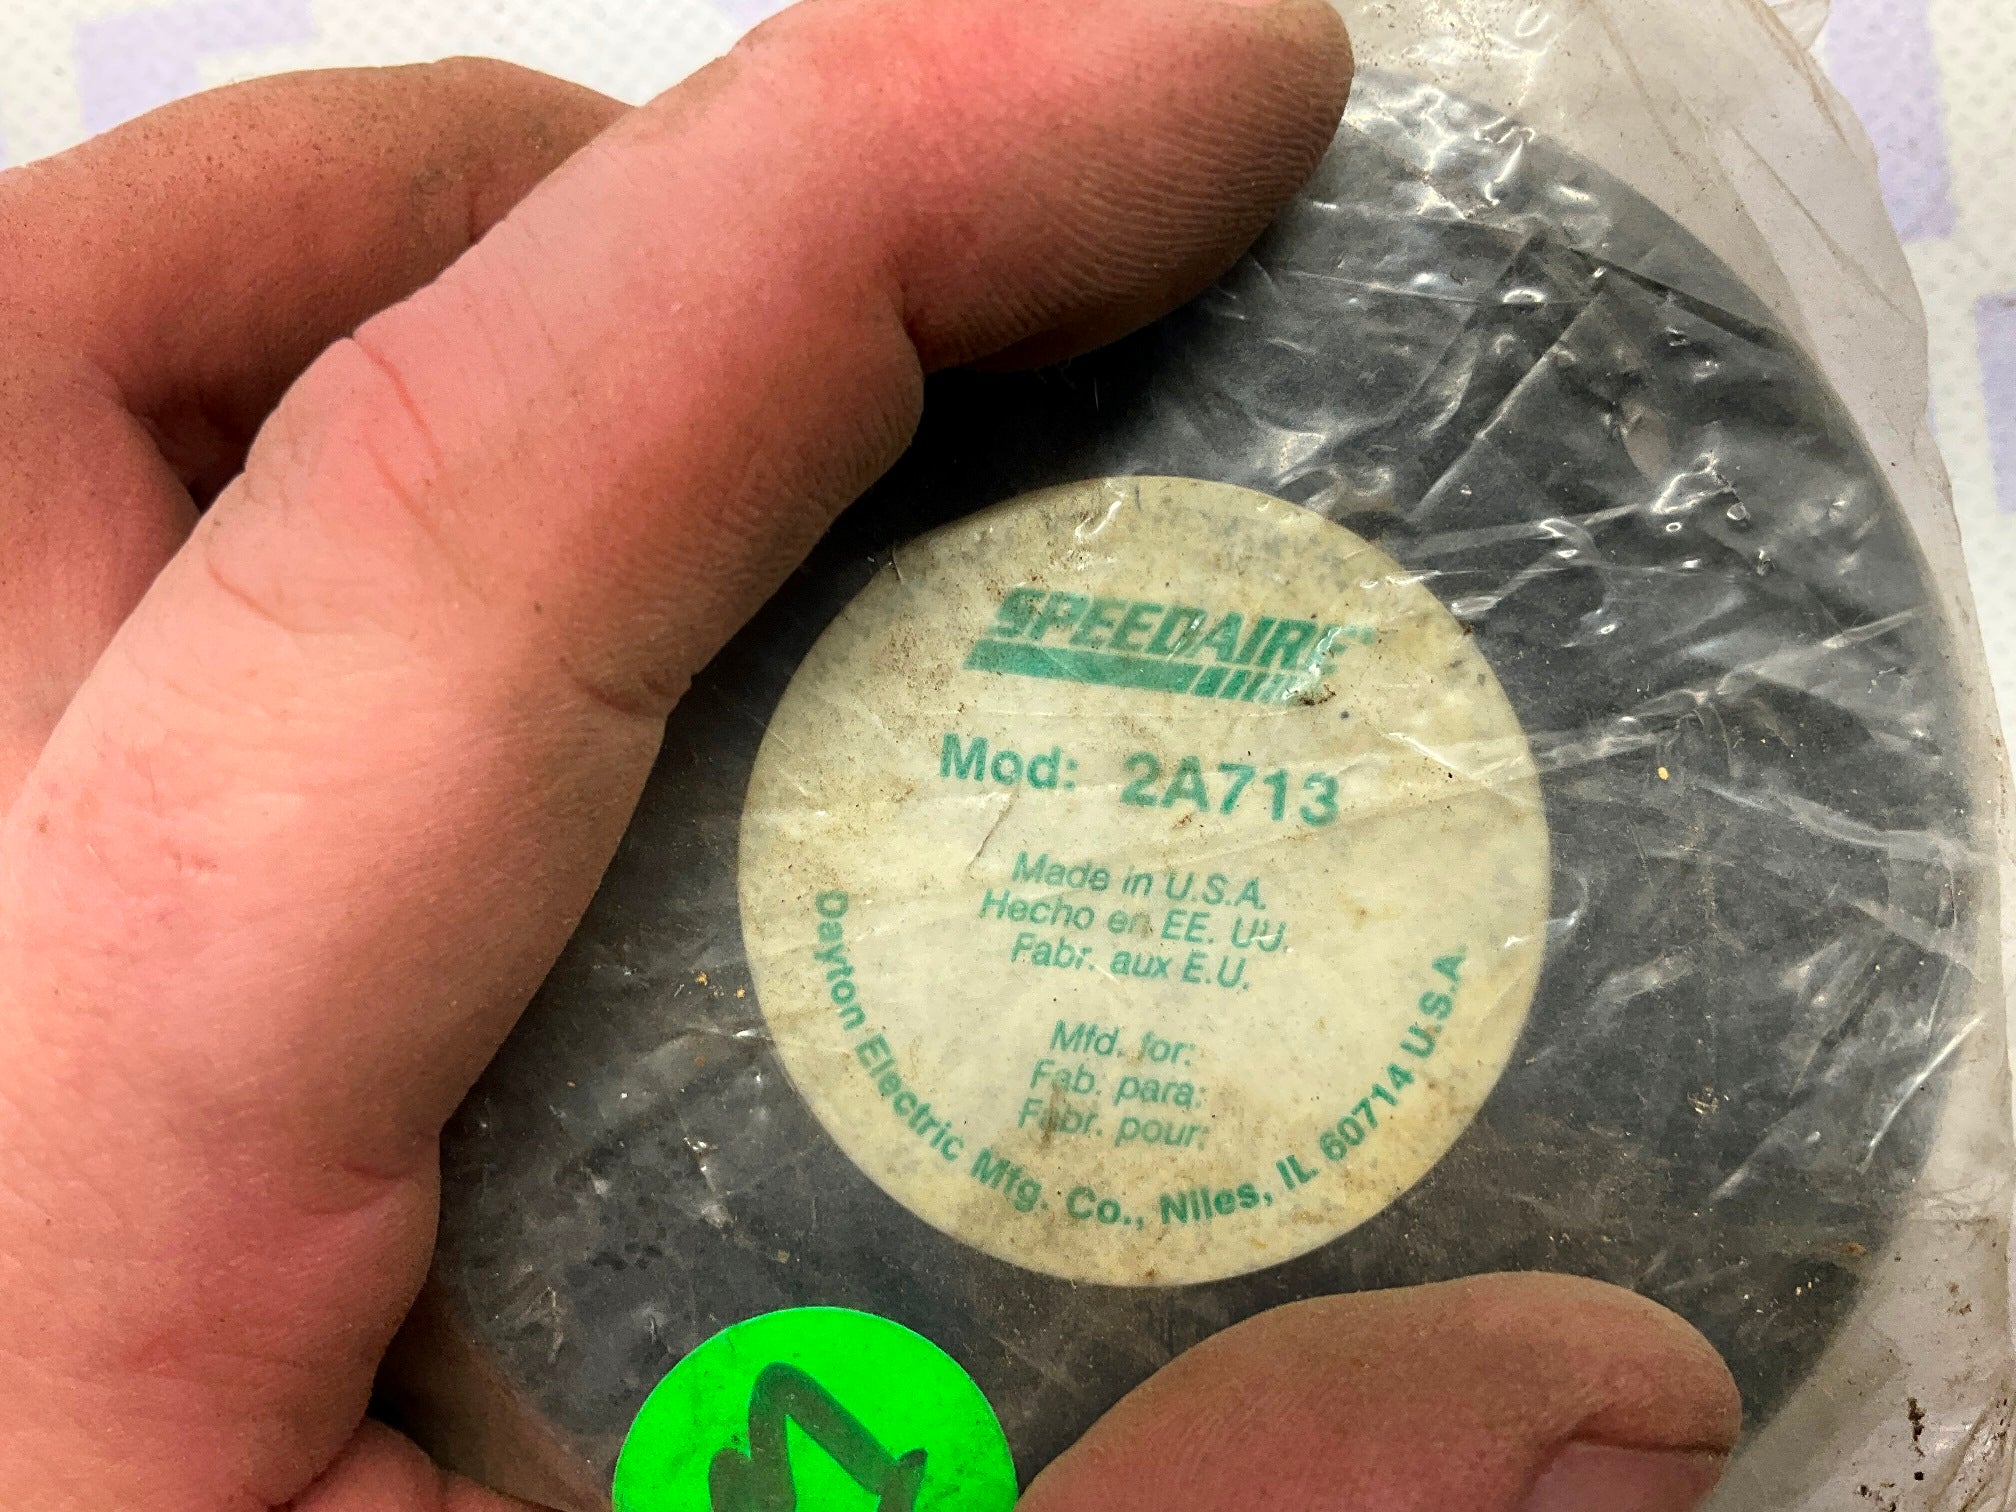 SPEEDAIRE
Mod: 2A713
Made in U.S.A.
Hecho en EE. UU.
Fabr. aux E.U.
Mfd. for:
Fab. para:
Fabr. pour:
Dayton Electric Mfg. Co., Niles, IL 60714 U.S.A.